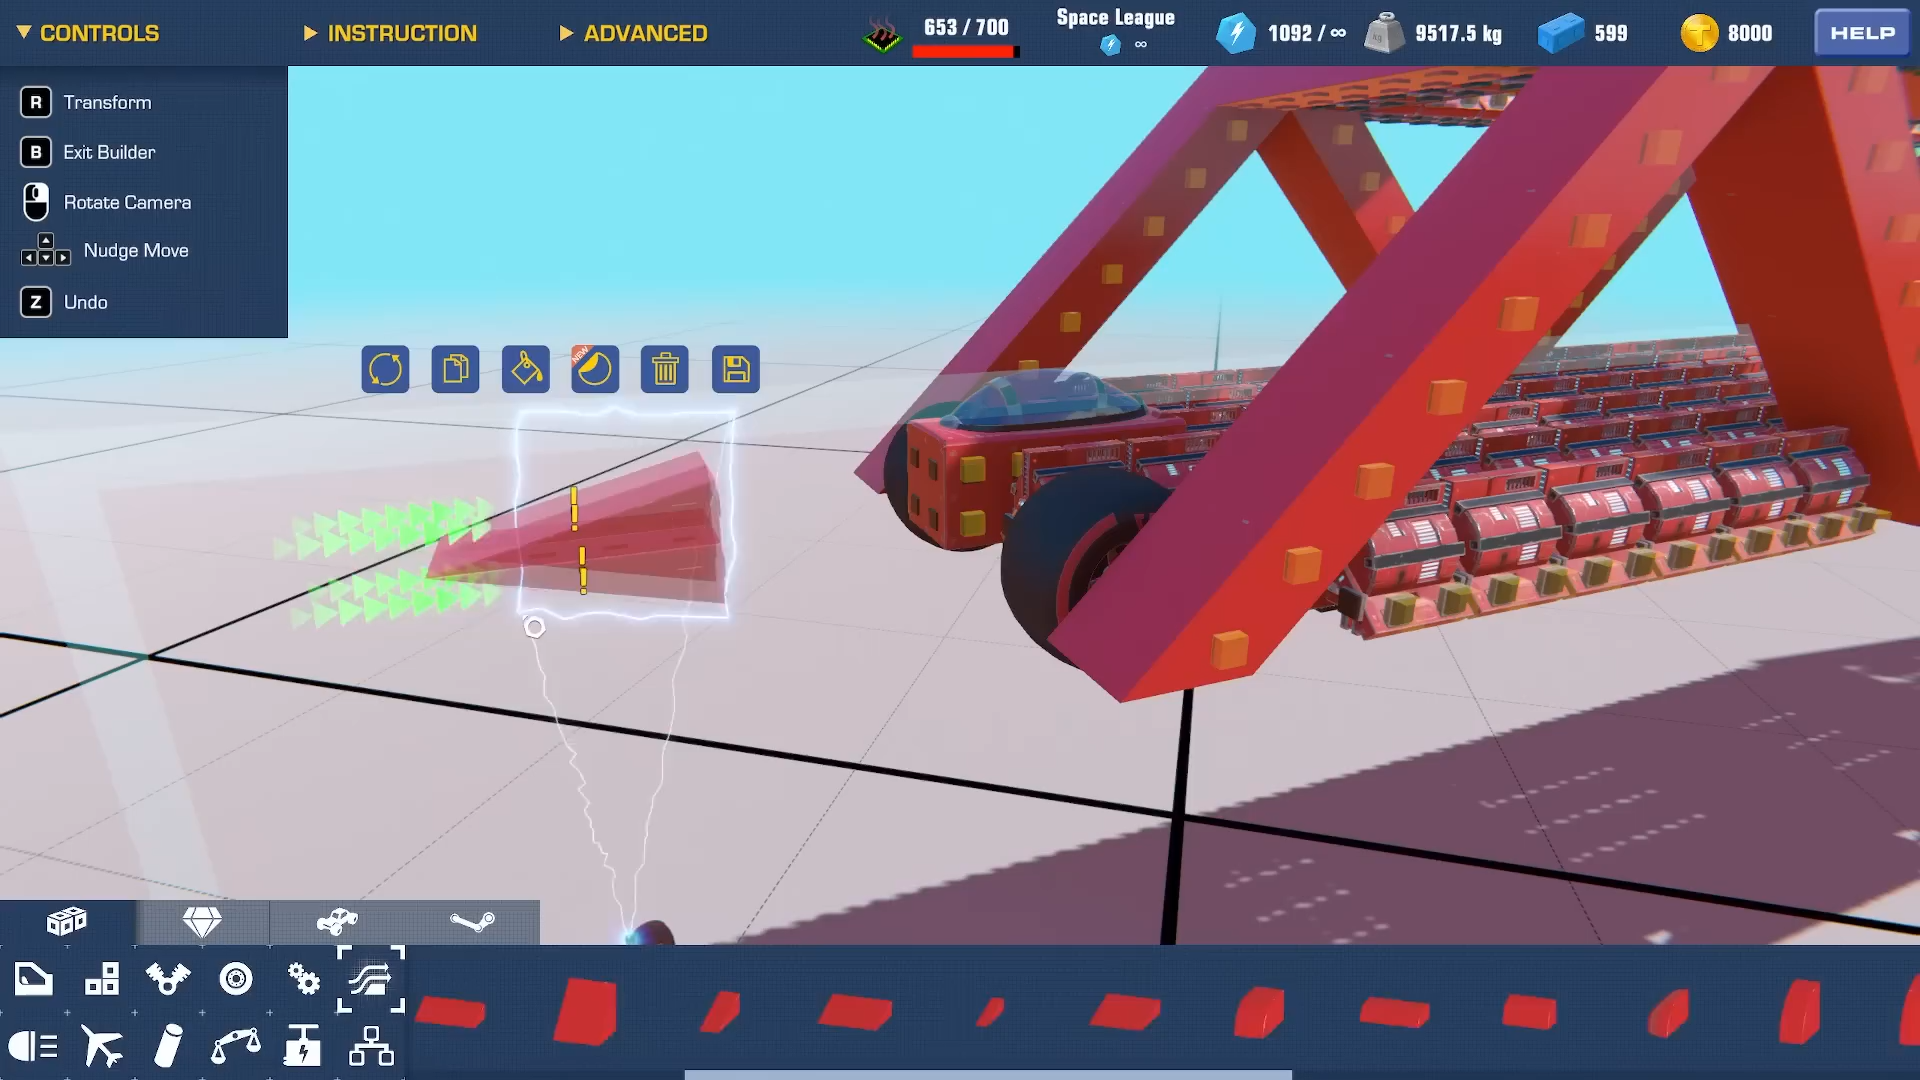 CONTROLS
INSTRUCTION
ADVANCED
653 / 700
Space League
∞
1092 / ∞
KG
9517.5 kg
599
T
8000
HELP
R Transform
B Exit Builder
Rotate Camera
Nudge Move
Z Undo
NEW